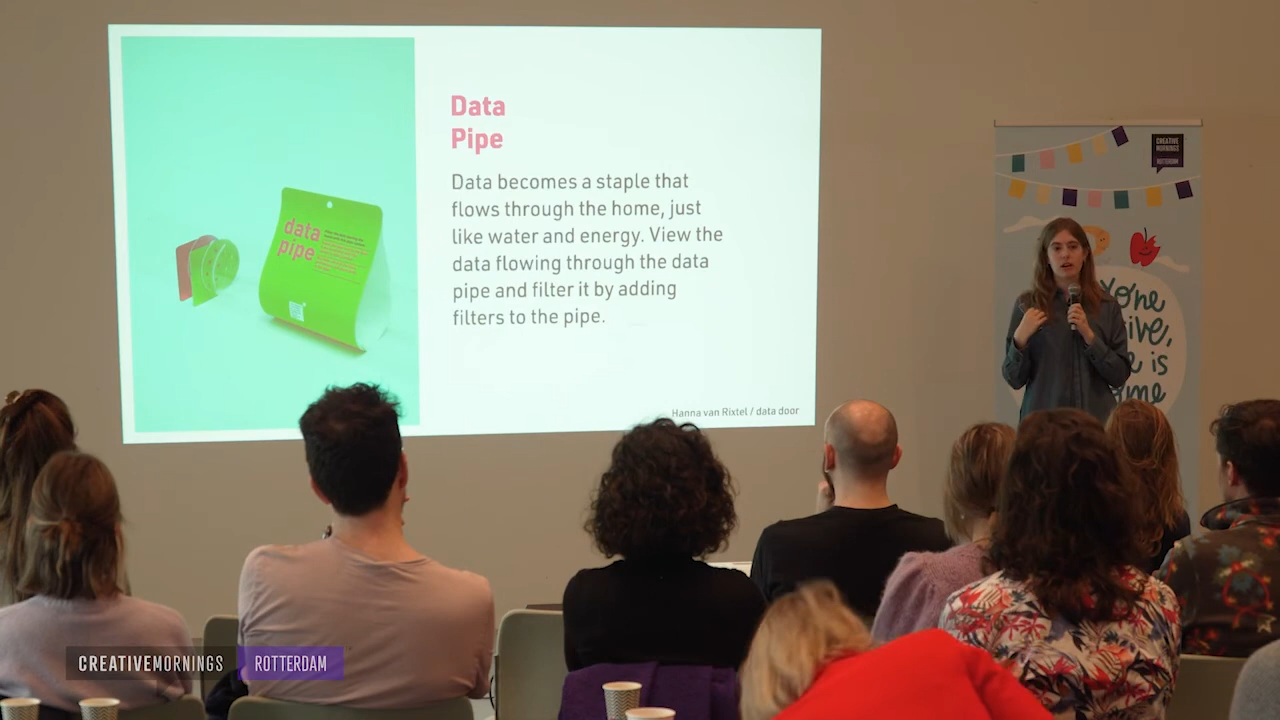 Data
Pipe
Data becomes a staple that
flows through the home, just
like water and energy. View the
data flowing through the data
pipe and filter it by adding
filters to the pipe.
Hanna van Rixtel / data door
data
pipe
CREATIVE
MORNINGS
ROTTERDAM
is
CREATIVEMORNINGS ROTTERDAM